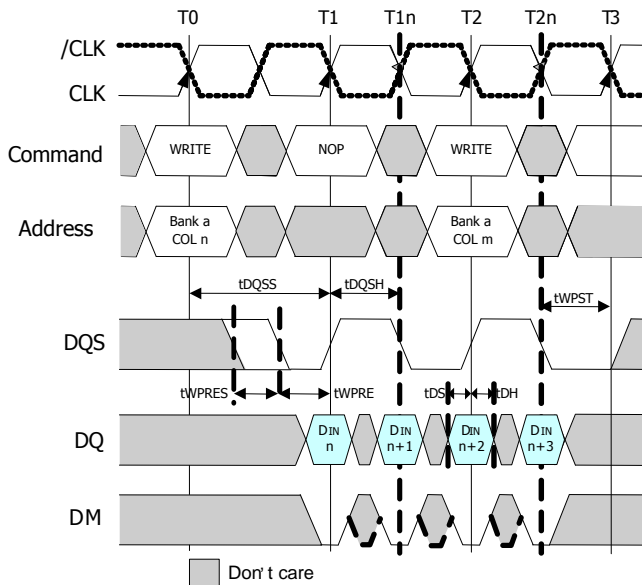 T0 T1 T1n T2 T2n T3
/CLK
CLK
Command WRITE NOP WRITE
Address Bank a COL n Bank a COL m
tDQSS tDQSH tWPST
DQS
tWPRES tWPRE tDS tDH
DQ DIN n DIN n+1 DIN n+2 DIN n+3
DM
Don't care